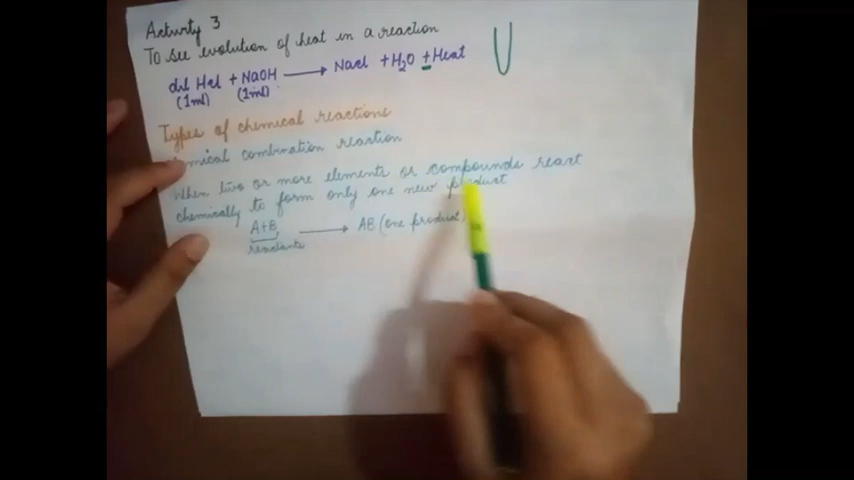 Activity 3
To see evolution of heat in a reaction
dil Hcl + NaOH ⟶ Nacl + H₂O + Heat
(1ml) (1ml)
Types of chemical reactions
combination reaction
When two or more elements or compounds react
chemically to form only one new product
A+B ⟶ AB (one product)
reactants